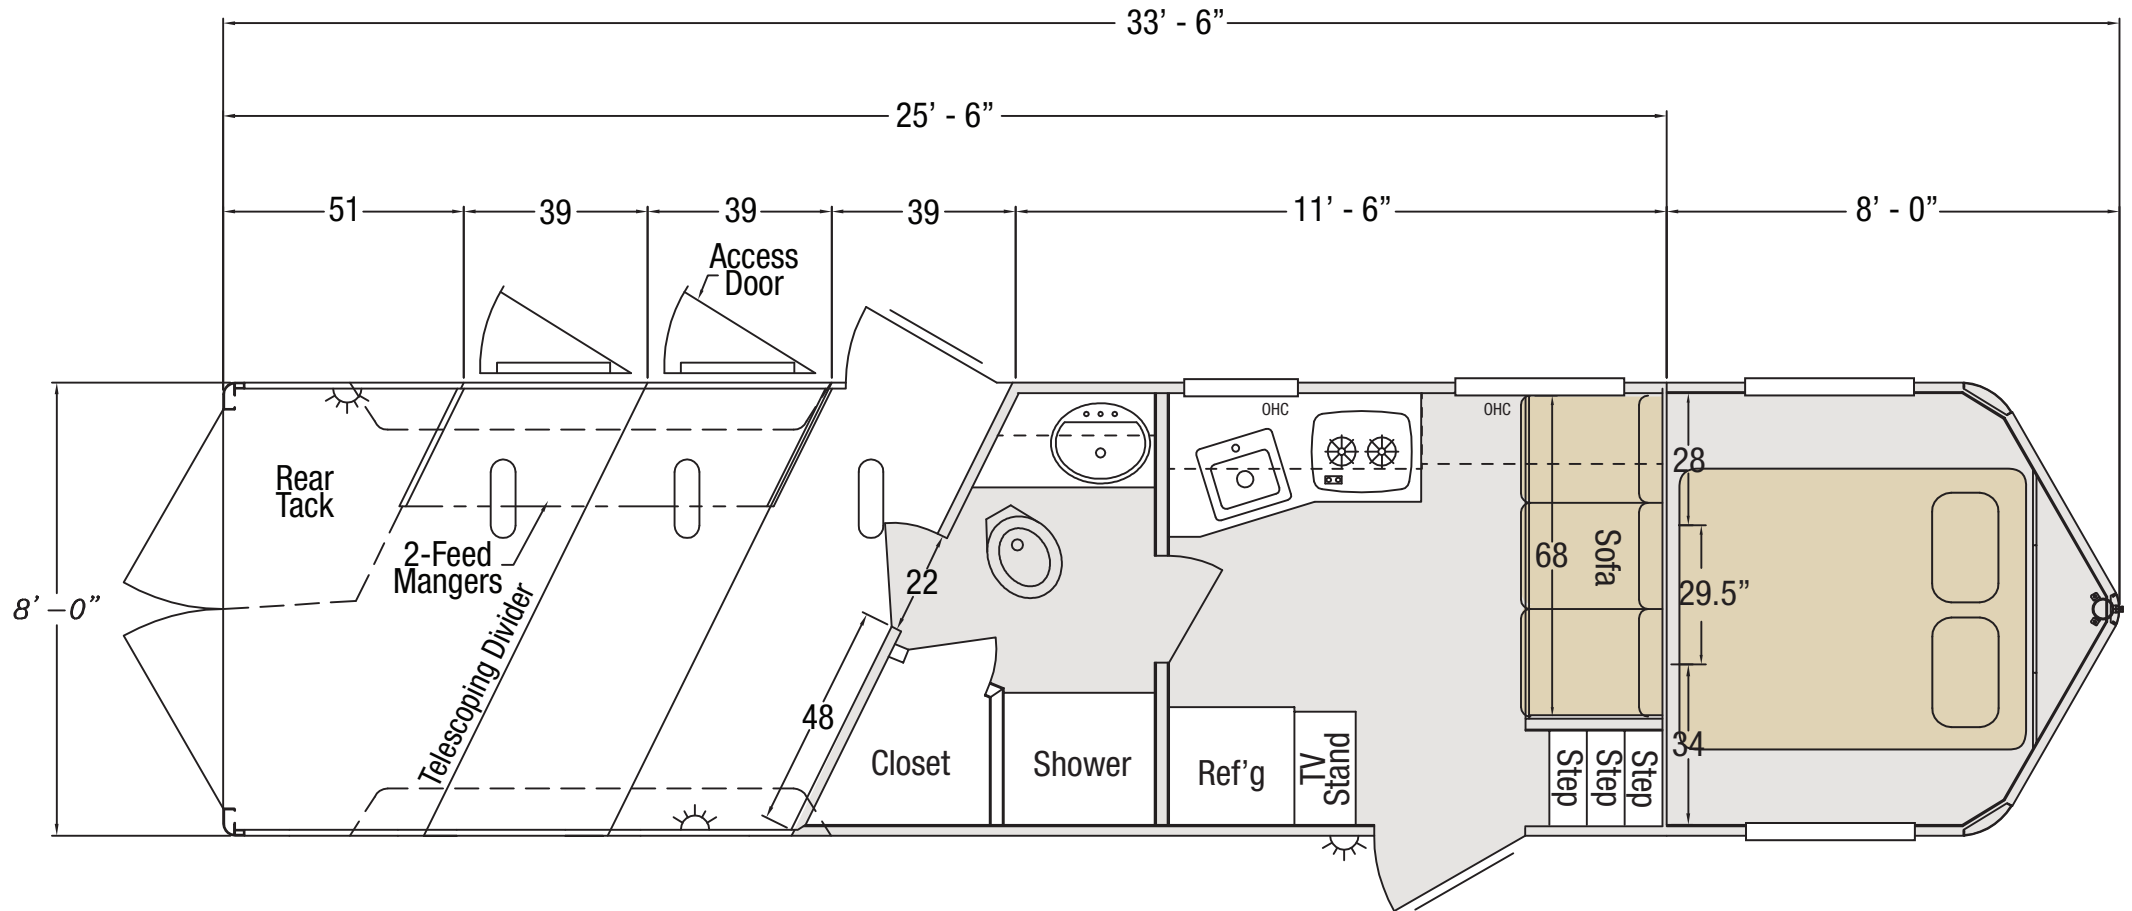 33’ - 6”
25’ - 6”
51
39
39
39
11’ - 6”
8’ - 0”
Access
Door
OHC
OHC
Rear
Tack
28
2-Feed
Mangers
22
68
Sofa
29.5”
8’ - 0”
Telescoping Divider
48
34
Closet
Shower
Ref’g
TV
Stand
Step
Step
Step